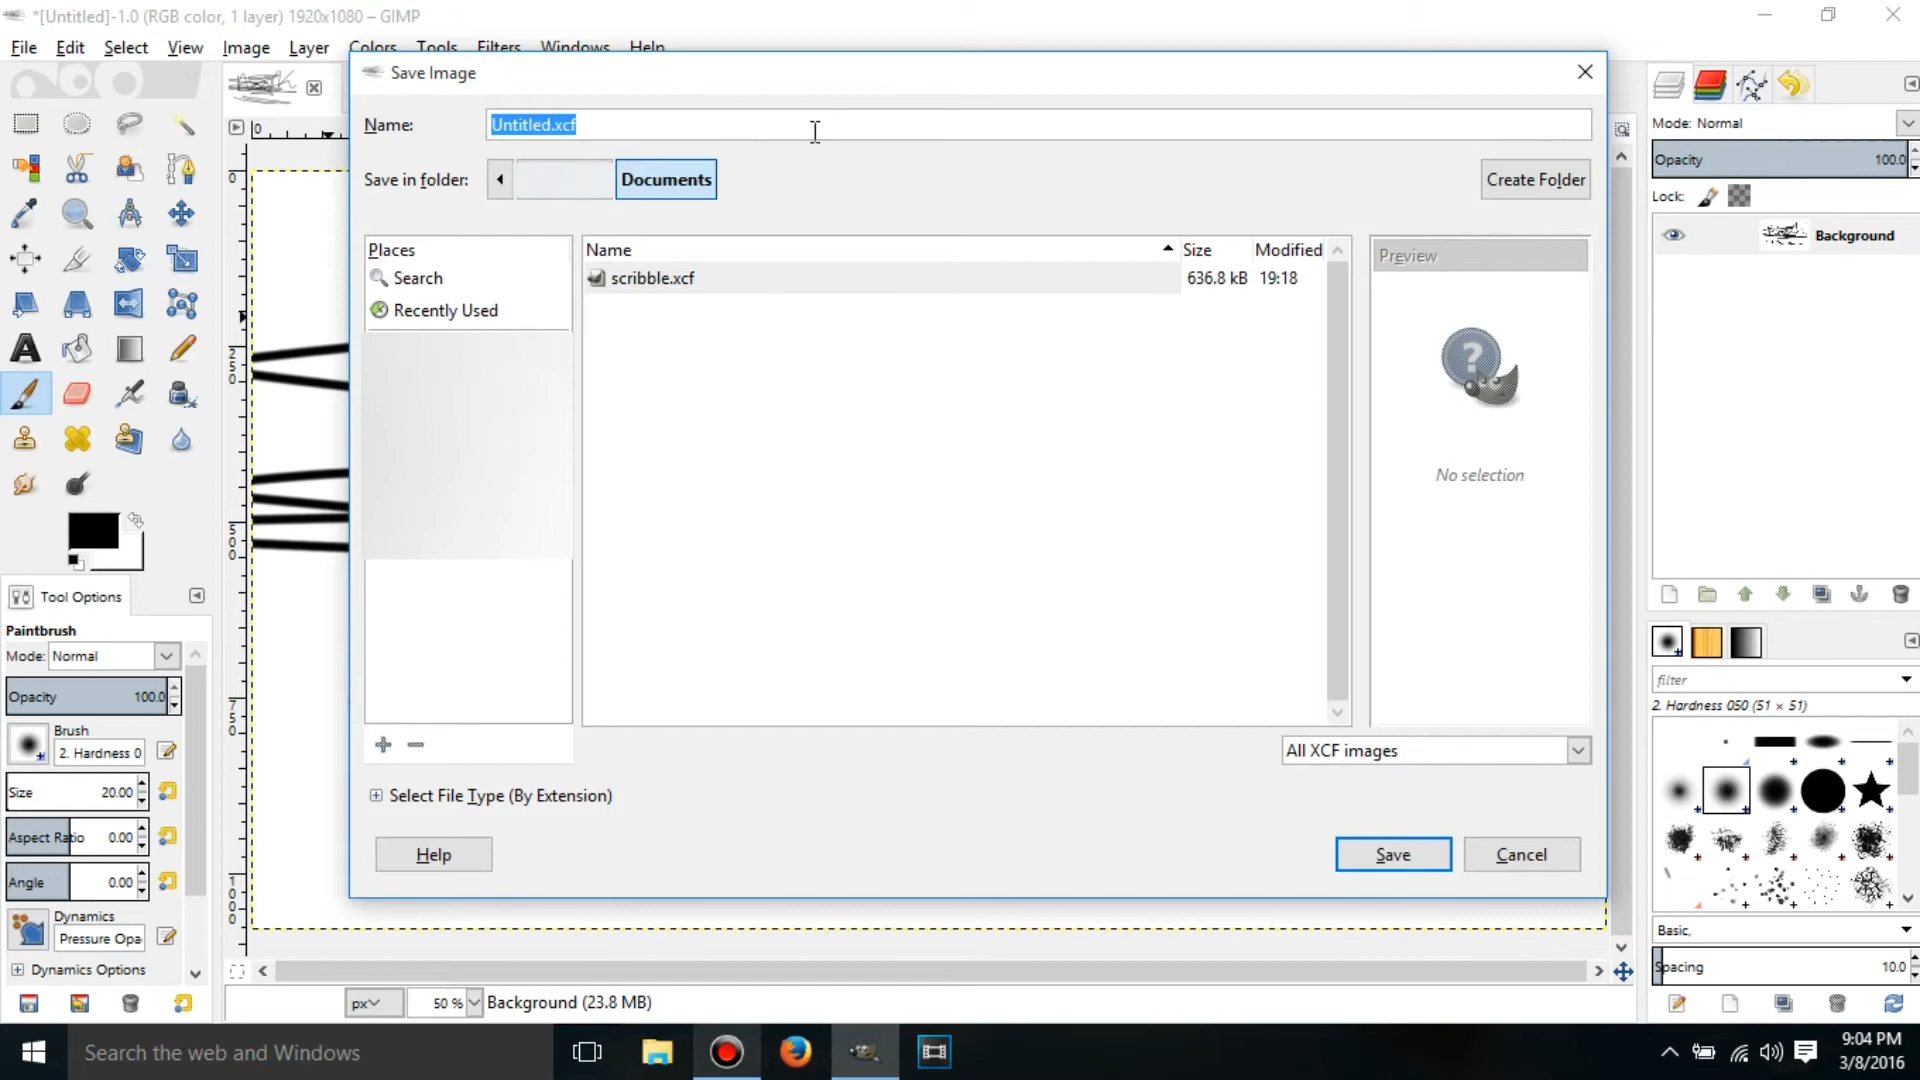 *[Untitled]-1.0 (RGB color, 1 layer) 1920x1080 – GIMP
File Edit Select View Image Layer Colors Tools Filters Windows Help
Save Image
Name: Untitled.xcf
Save in folder: Documents Create Folder
Places
Search
Recently Used
Name Size Modified
scribble.xcf 636.8 kB 19:18
Preview
No selection
All XCF images
Select File Type (By Extension)
Help Save Cancel
0
250
500
750
1000
Tool Options
Paintbrush
Mode: Normal
Opacity 100.0
Brush
2. Hardness 0
Size 20.00
Aspect Ratio 0.00
Angle 0.00
Dynamics
Pressure Opa
Dynamics Options
px 50 % Background (23.8 MB)
Mode: Normal
Opacity 100.0
Lock:
Background
filter
2. Hardness 050 (51 × 51)
Basic,
Spacing 10.0
Search the web and Windows
9:04 PM
3/8/2016